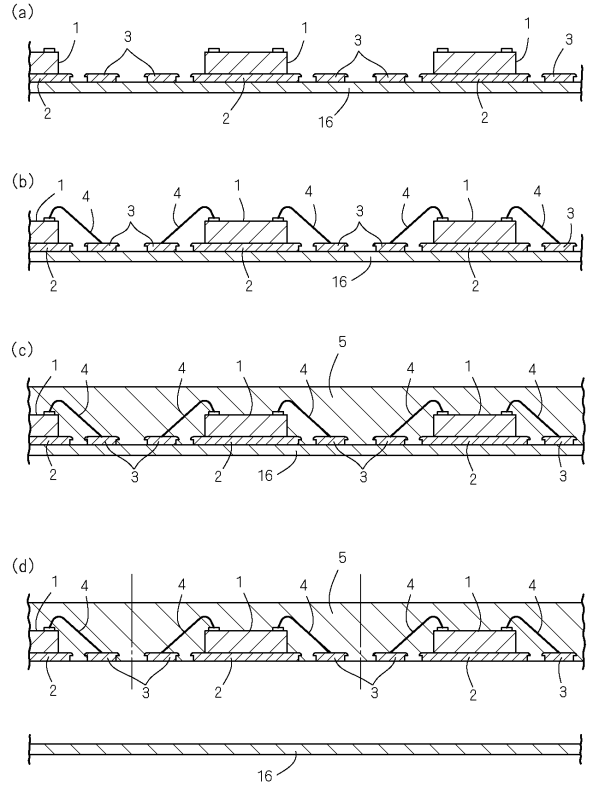 (a)
1 3 1 3 1 3
2 2 16 2
(b)
1 4 3 4 1 4 3 4 1 4 3
2 2 16 2
(c)
5
1 4 4 1 4 4 1 4
2 3 2 16 3 2 3
(d)
5
1 4 4 1 4 4 1 4
2 3 2 3 2 3
16